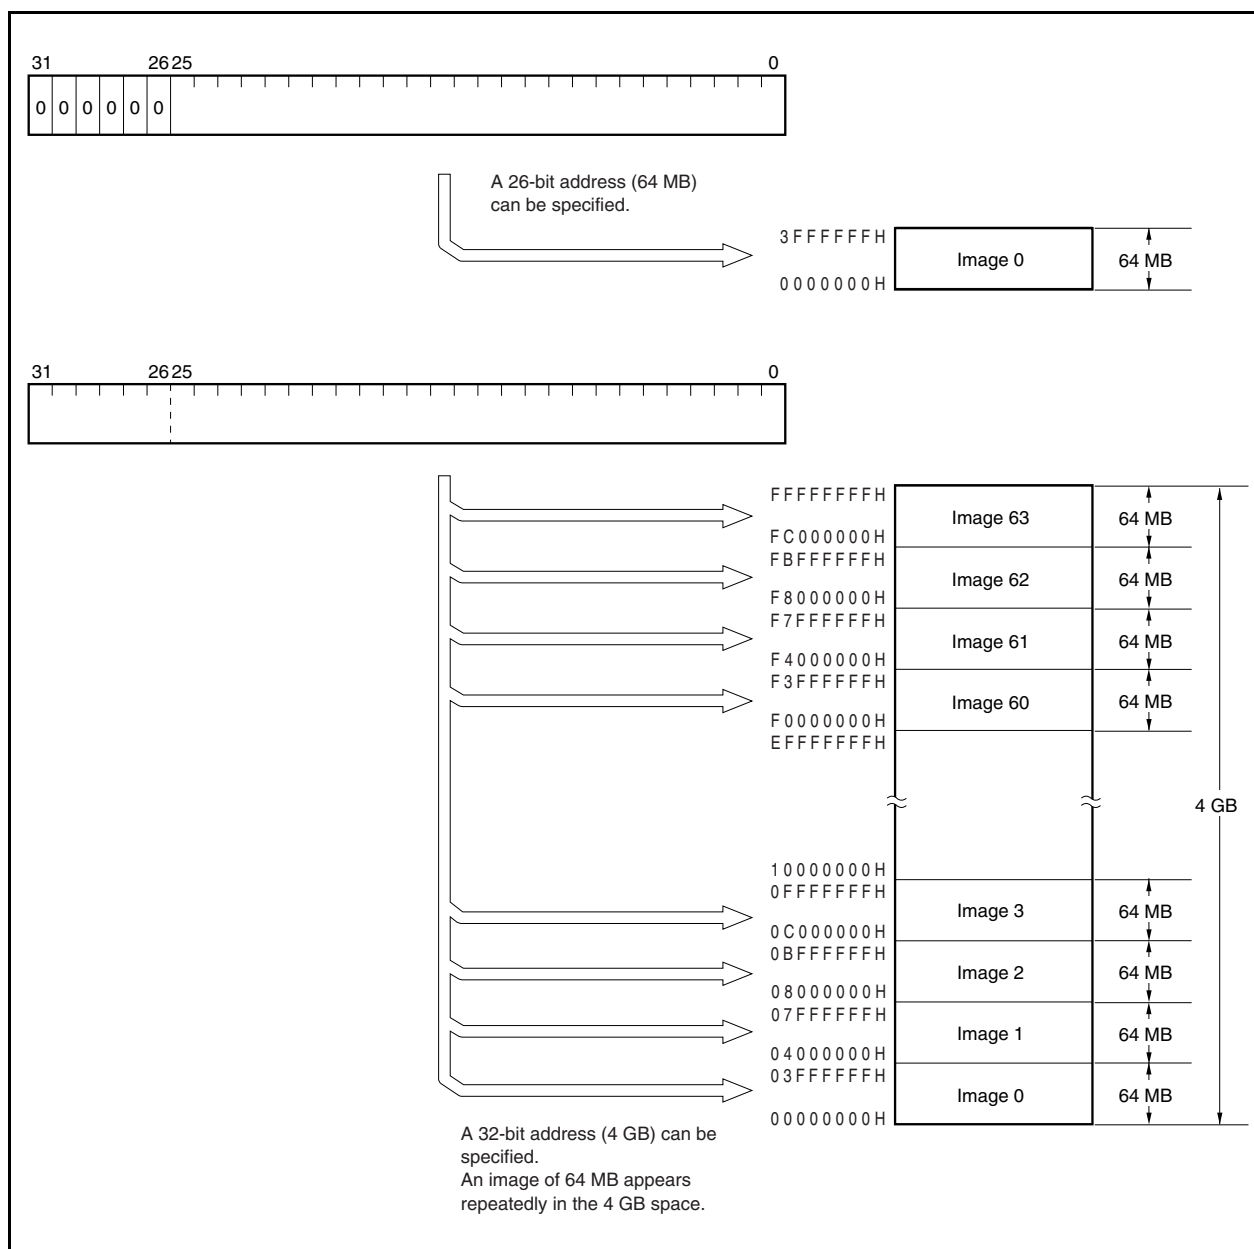 31 26 25 0
0 0 0 0 0 0
A 26-bit address (64 MB)
can be specified.
3FFFFFFH
Image 0
64 MB
0000000H
31 26 25 0
FFFFFFFFH
Image 63
64 MB
FC000000H
FBFFFFFFH
Image 62
64 MB
F8000000H
F7FFFFFFH
Image 61
64 MB
F4000000H
F3FFFFFFH
Image 60
64 MB
F0000000H
EFFFFFFFH
4 GB
10000000H
0FFFFFFFH
Image 3
64 MB
0C000000H
0BFFFFFFH
Image 2
64 MB
08000000H
07FFFFFFH
Image 1
64 MB
04000000H
03FFFFFFH
Image 0
64 MB
00000000H
A 32-bit address (4 GB) can be
specified.
An image of 64 MB appears
repeatedly in the 4 GB space.